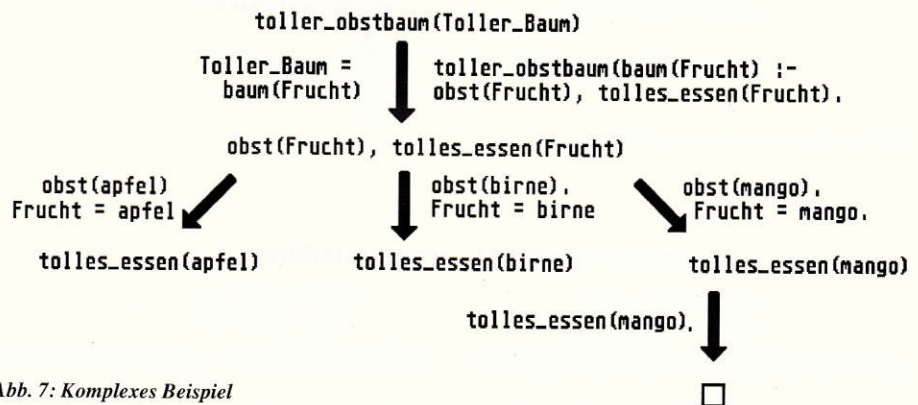 toller_obstbaum(Toller_Baum)
Toller_Baum =
baum(Frucht)
toller_obstbaum(baum(Frucht) :-
obst(Frucht), tolles_essen(Frucht).
obst(Frucht), tolles_essen(Frucht)
obst(apfel)
Frucht = apfel
obst(birne).
Frucht = birne
obst(mango).
Frucht = mango.
tolles_essen(apfel)
tolles_essen(birne)
tolles_essen(mango)
tolles_essen(mango).
Abb. 7: Komplexes Beispiel